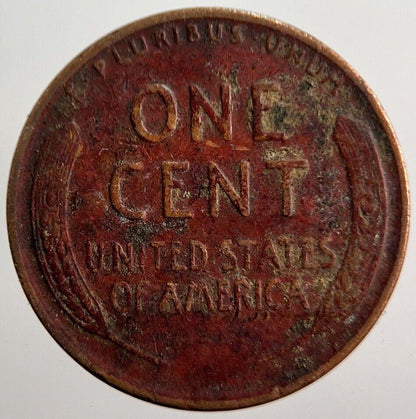 E PLURIBUS UNUM
ONE
CENT
UNITED STATES
OF AMERICA